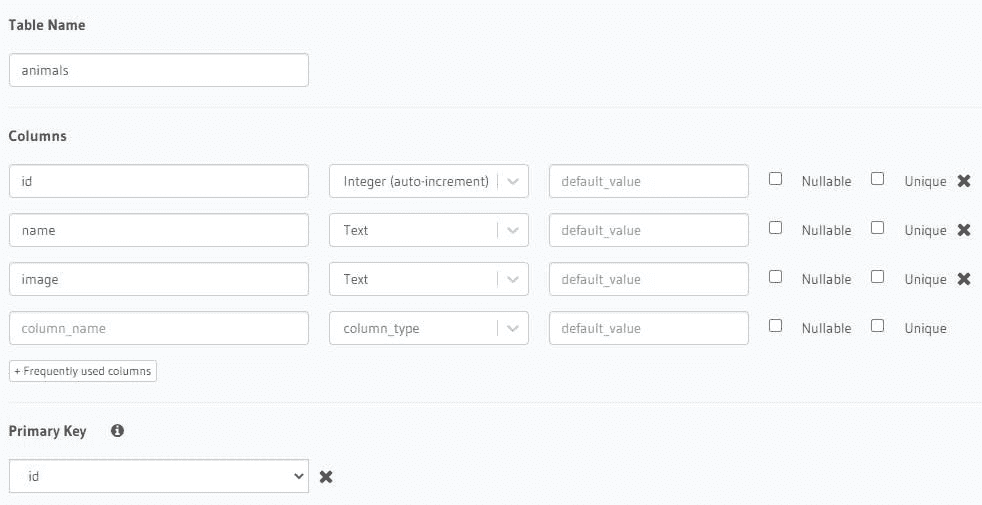 Table Name
animals
Columns
id Integer (auto-increment) default_value Nullable Unique
name Text default_value Nullable Unique
image Text default_value Nullable Unique
column_name column_type default_value Nullable Unique
+ Frequently used columns
Primary Key
id